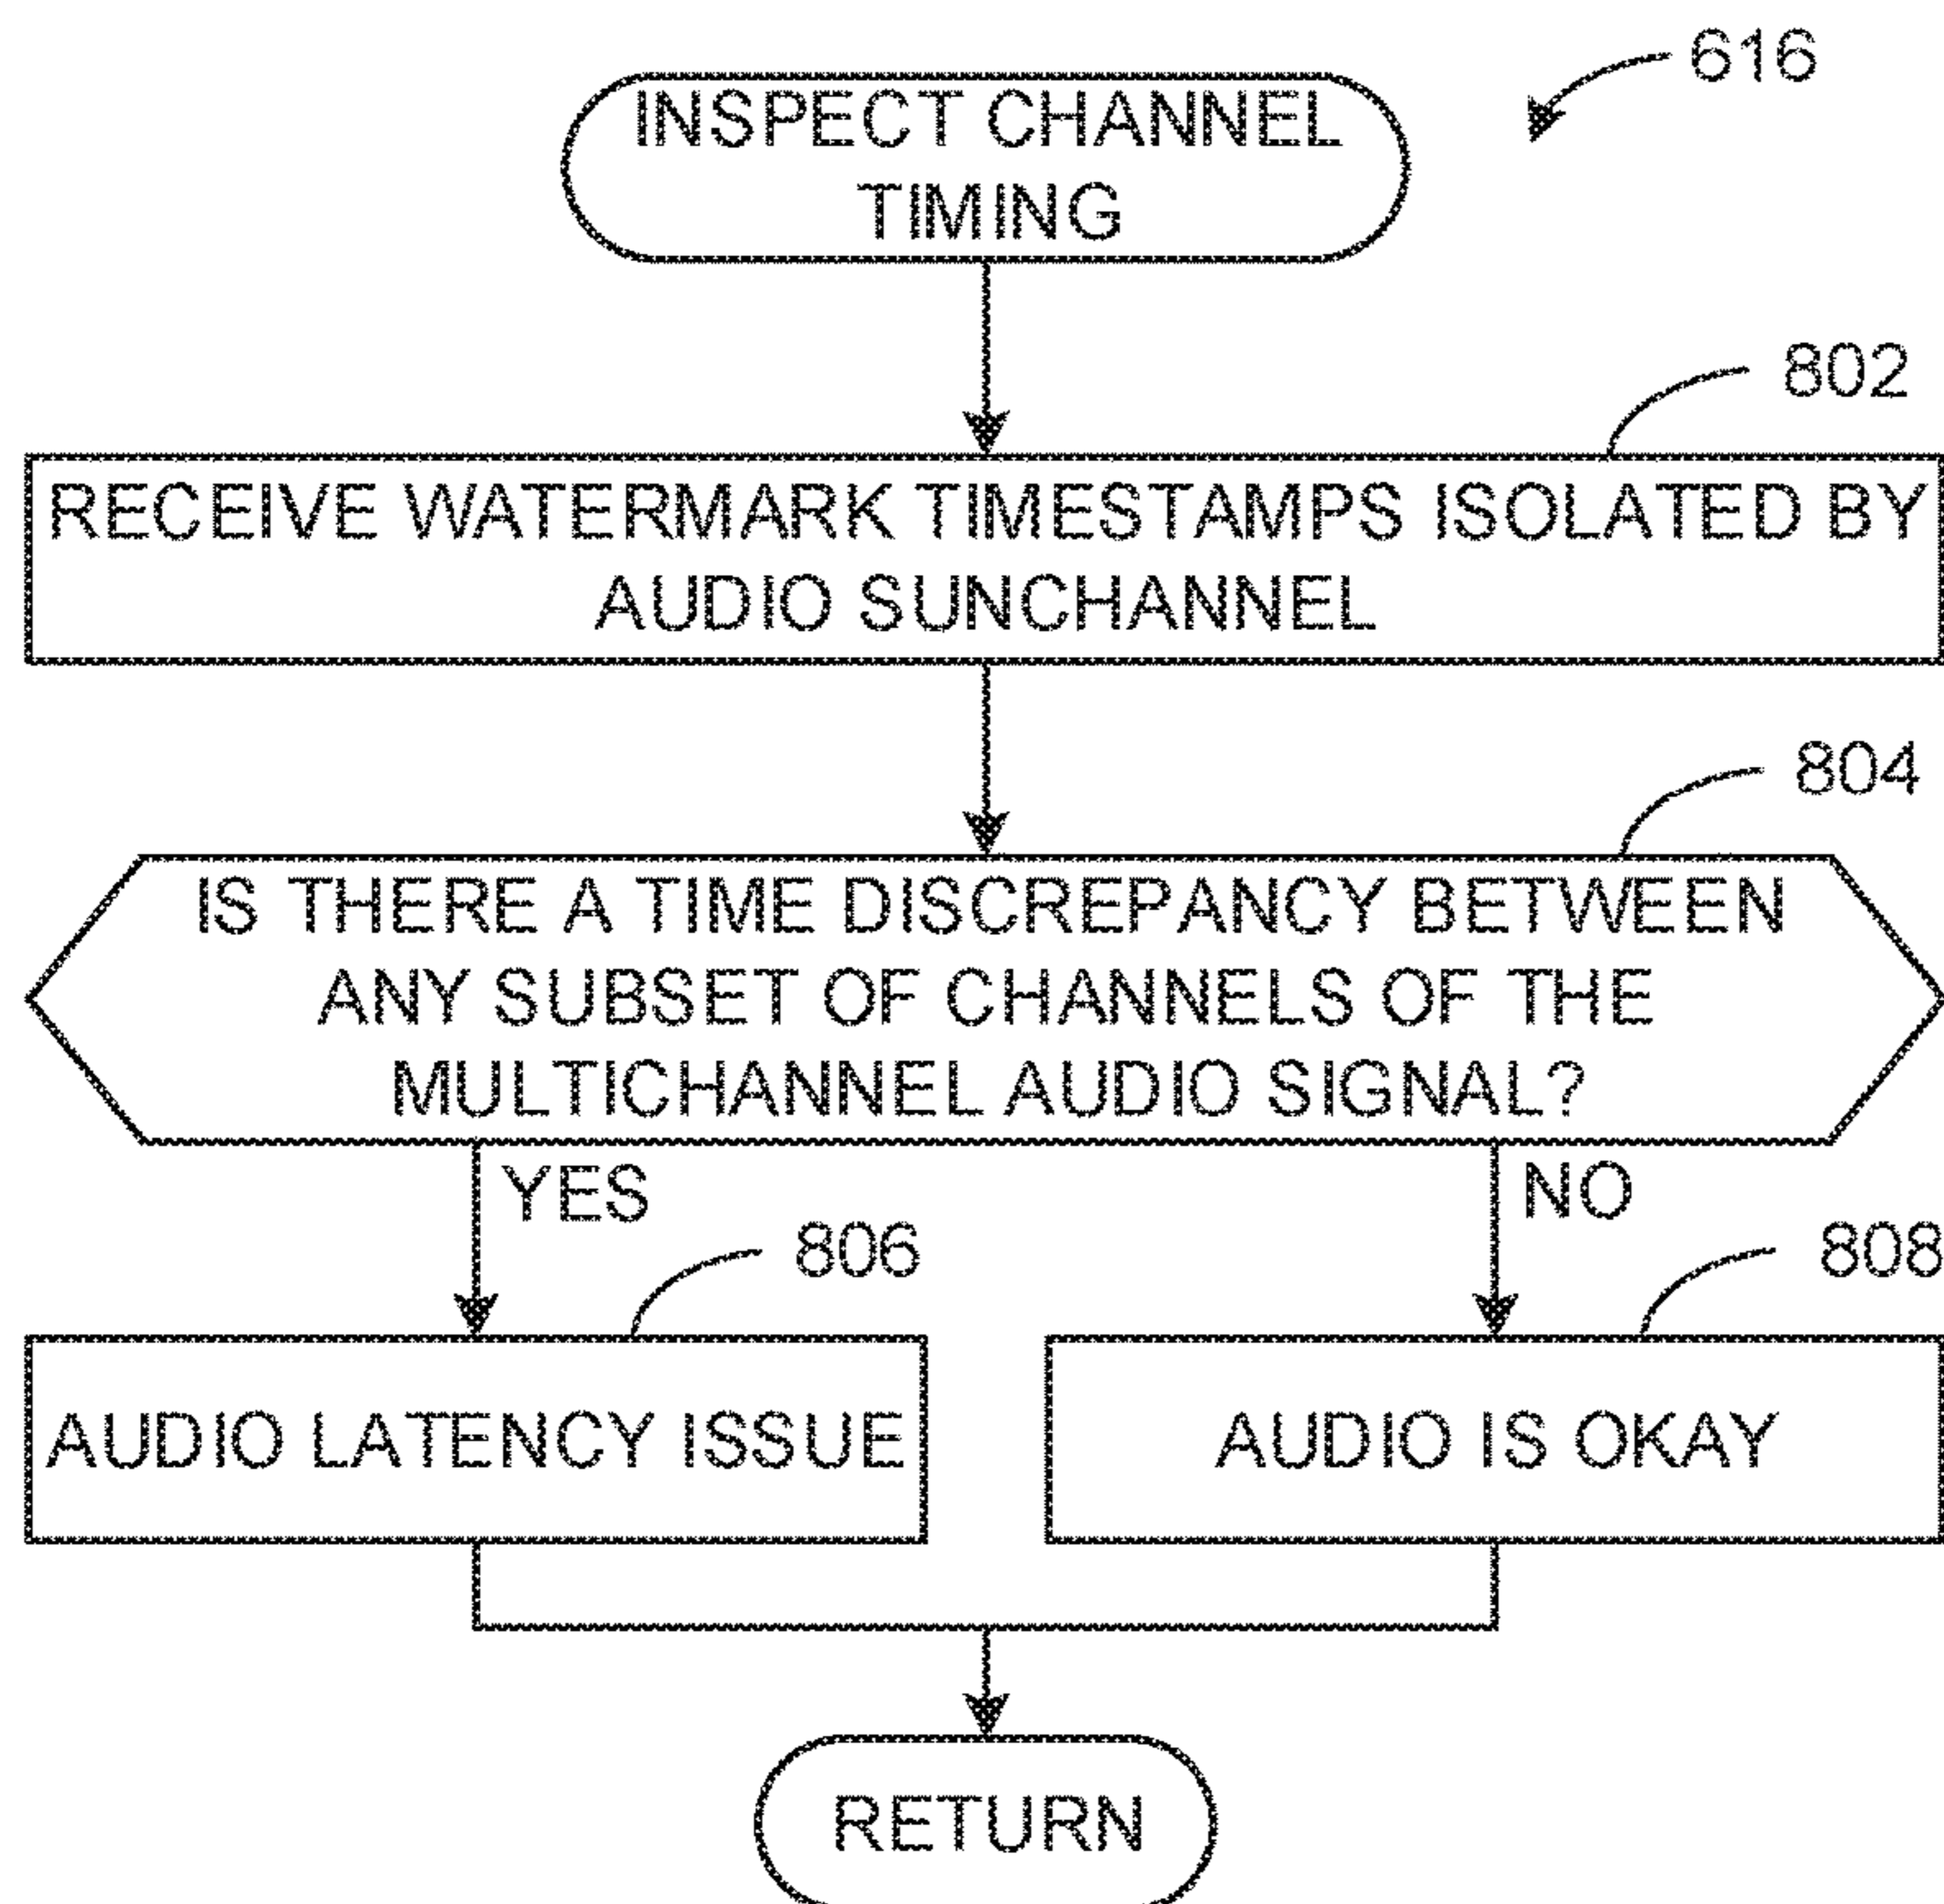 616
INSPECT CHANNEL
TIMING
802
RECEIVE WATERMARK TIMESTAMPS ISOLATED BY
AUDIO SUNCHANNEL
804
IS THERE A TIME DISCREPANCY BETWEEN
ANY SUBSET OF CHANNELS OF THE
MULTICHANNEL AUDIO SIGNAL?
YES
NO
806
808
AUDIO LATENCY ISSUE
AUDIO IS OKAY
RETURN